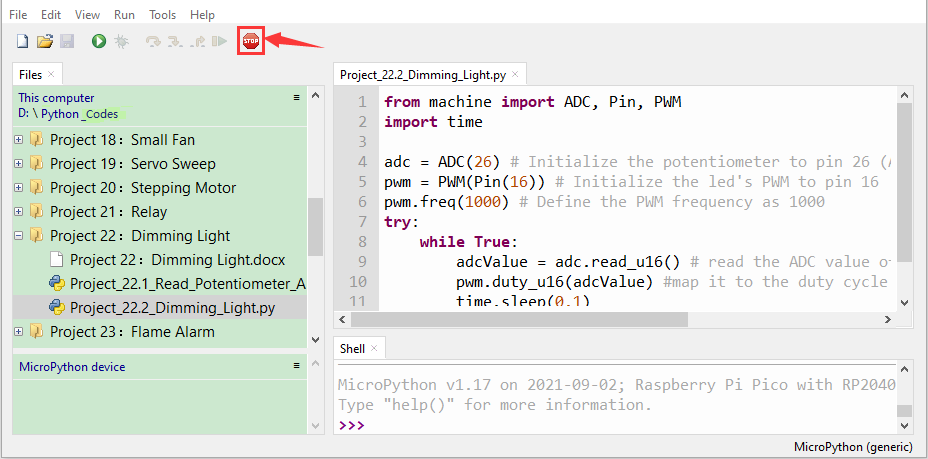 File Edit View Run Tools Help
STOP
Files
This computer
D: \ Python _Codes
Project 18：Small Fan
Project 19：Servo Sweep
Project 20：Stepping Motor
Project 21：Relay
Project 22：Dimming Light
Project 22：Dimming Light.docx
Project_22.1_Read_Potentiometer_A
Project_22.2_Dimming_Light.py
Project 23：Flame Alarm
MicroPython device
Project_22.2_Dimming_Light.py
1 from machine import ADC, Pin, PWM
2 import time
3
4 adc = ADC(26) # Initialize the potentiometer to pin 26 (A
5 pwm = PWM(Pin(16)) # Initialize the led's PWM to pin 16
6 pwm.freq(1000) # Define the PWM frequency as 1000
7 try:
8 while True:
9 adcValue = adc.read_u16() # read the ADC value o
10 pwm.duty_u16(adcValue) #map it to the duty cycle
11 time.sleep(0.1)
Shell
MicroPython v1.17 on 2021-09-02; Raspberry Pi Pico with RP2040
Type "help()" for more information.
>>>
MicroPython (generic)